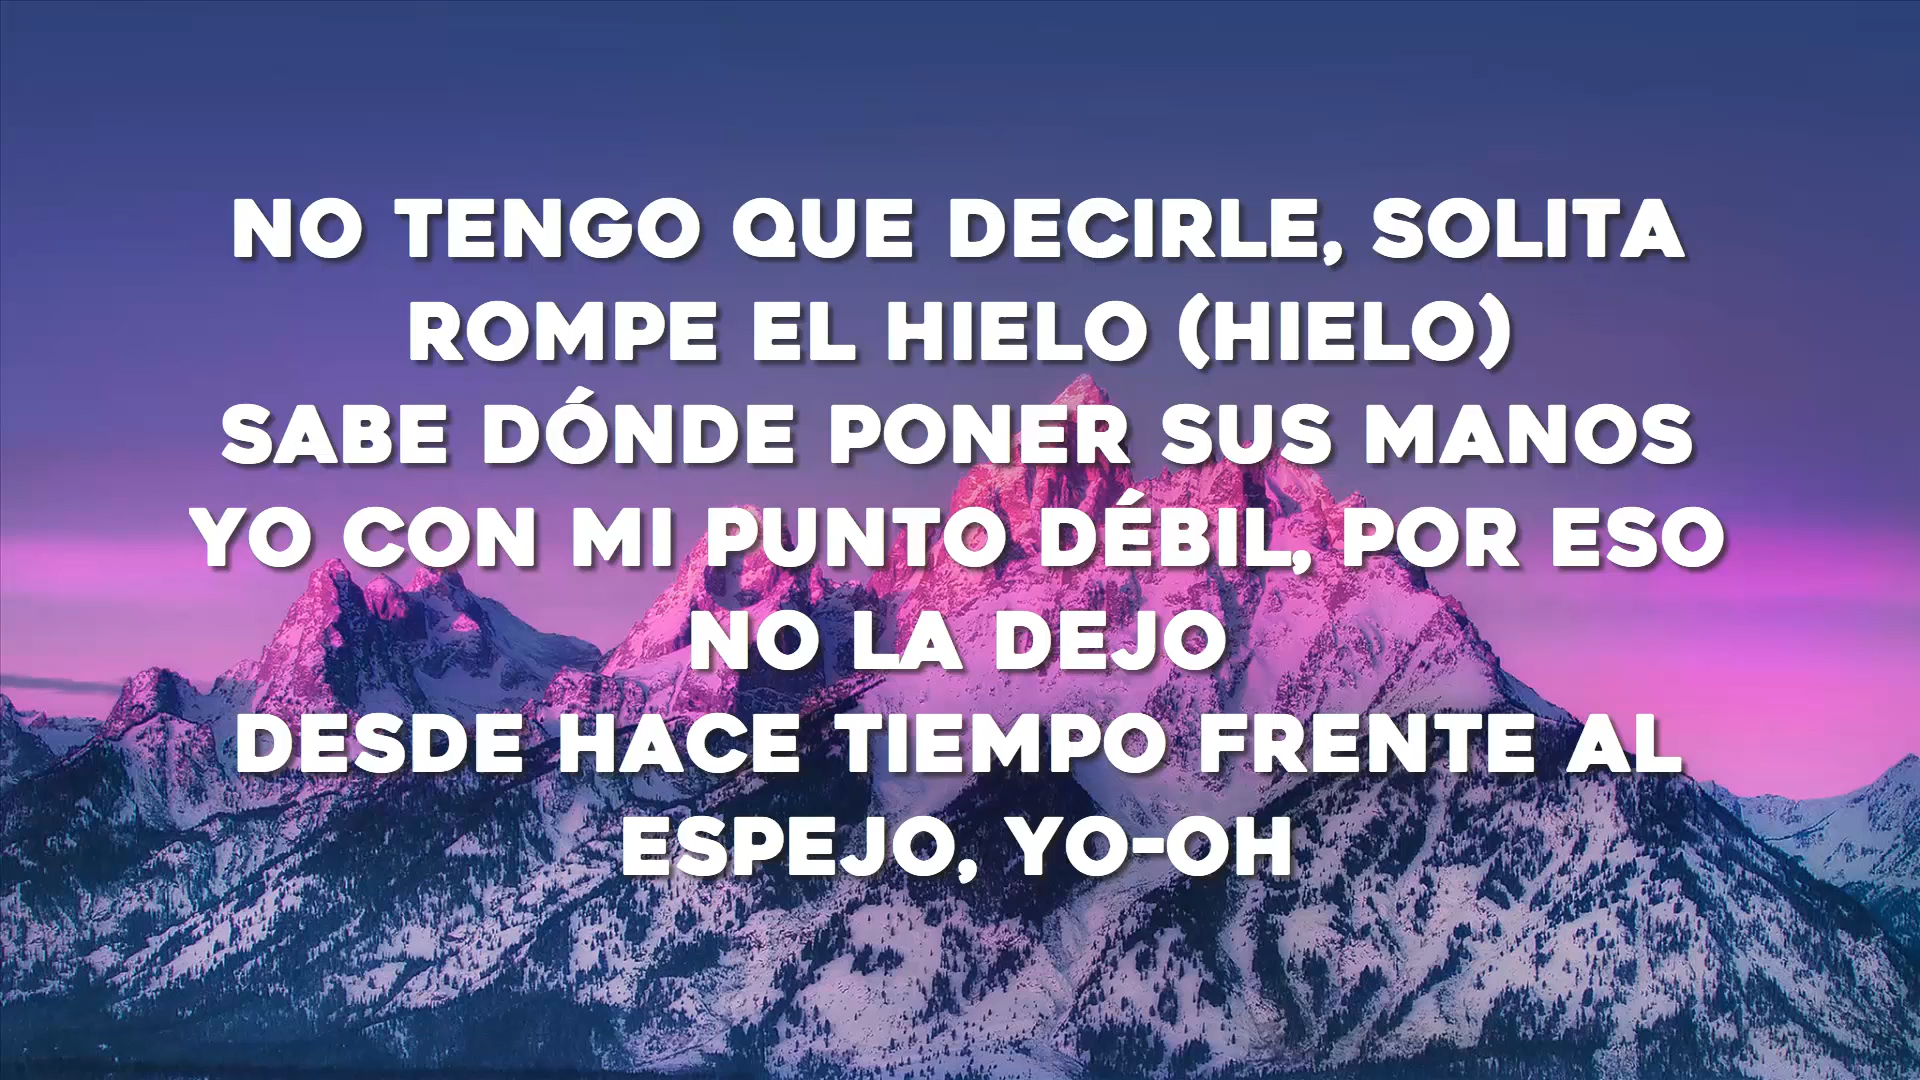 NO TENGO QUE DECIRLE, SOLITA
ROMPE EL HIELO (HIELO)
SABE DÓNDE PONER SUS MANOS
YO CON MI PUNTO DÉBIL, POR ESO
NO LA DEJO
DESDE HACE TIEMPO FRENTE AL
ESPEJO, YO-OH